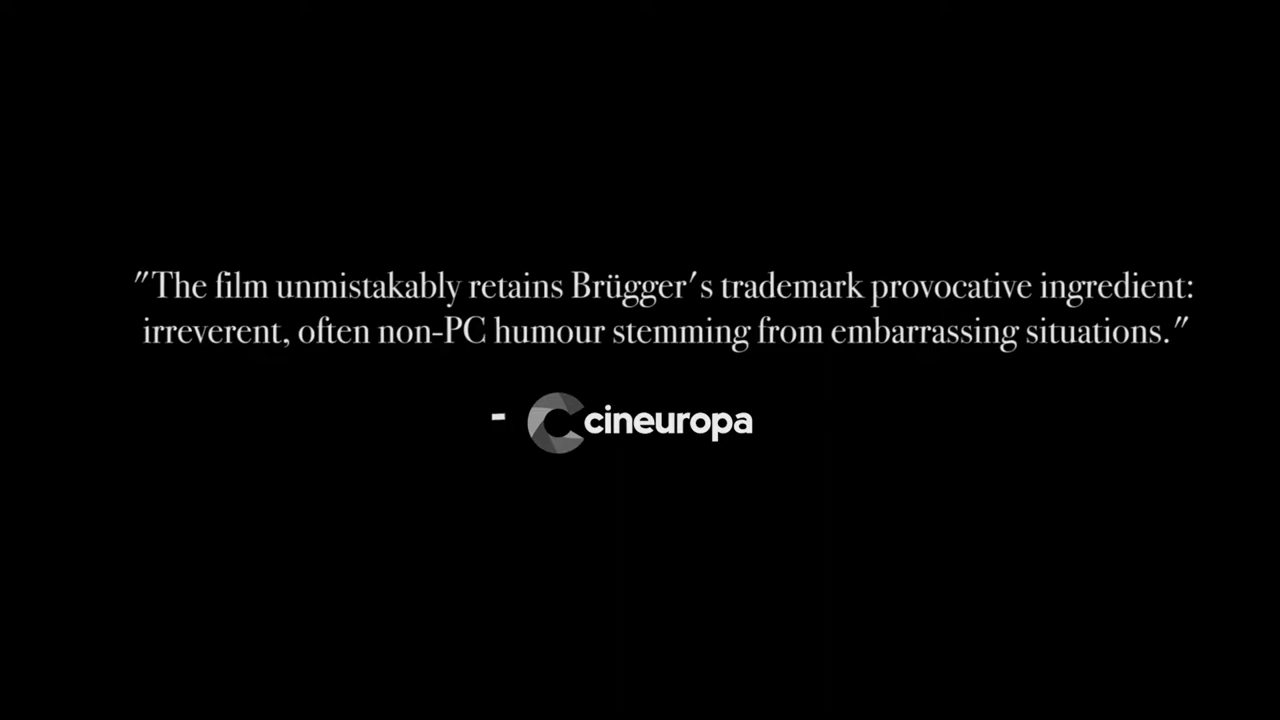 "The film unmistakably retains Brügger's trademark provocative ingredient:
irreverent, often non-PC humour stemming from embarrassing situations."
- cineuropa